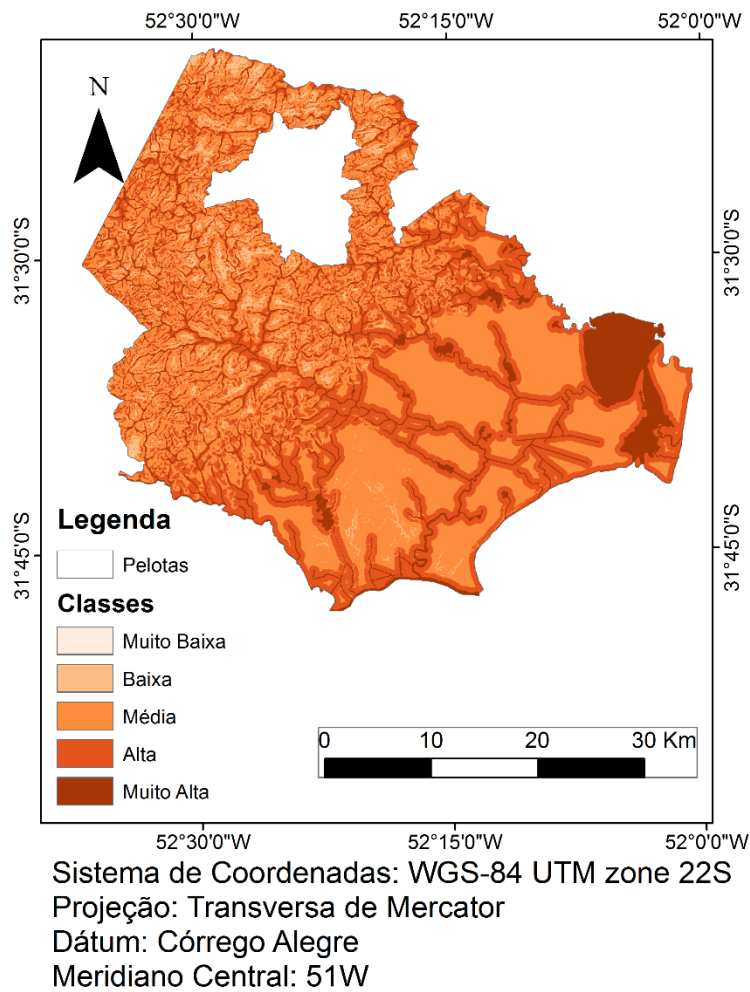 52°30'0"W 52°15'0"W 52°0'0"W
N
31°30'0"S 31°30'0"S
31°45'0"S 31°45'0"S
Legenda
Pelotas
Classes
Muito Baixa
Baixa
Média
Alta
Muito Alta
0 10 20 30 Km
52°30'0"W 52°15'0"W 52°0'0"W
Sistema de Coordenadas: WGS-84 UTM zone 22S
Projeção: Transversa de Mercator
Dátum: Córrego Alegre
Meridiano Central: 51W